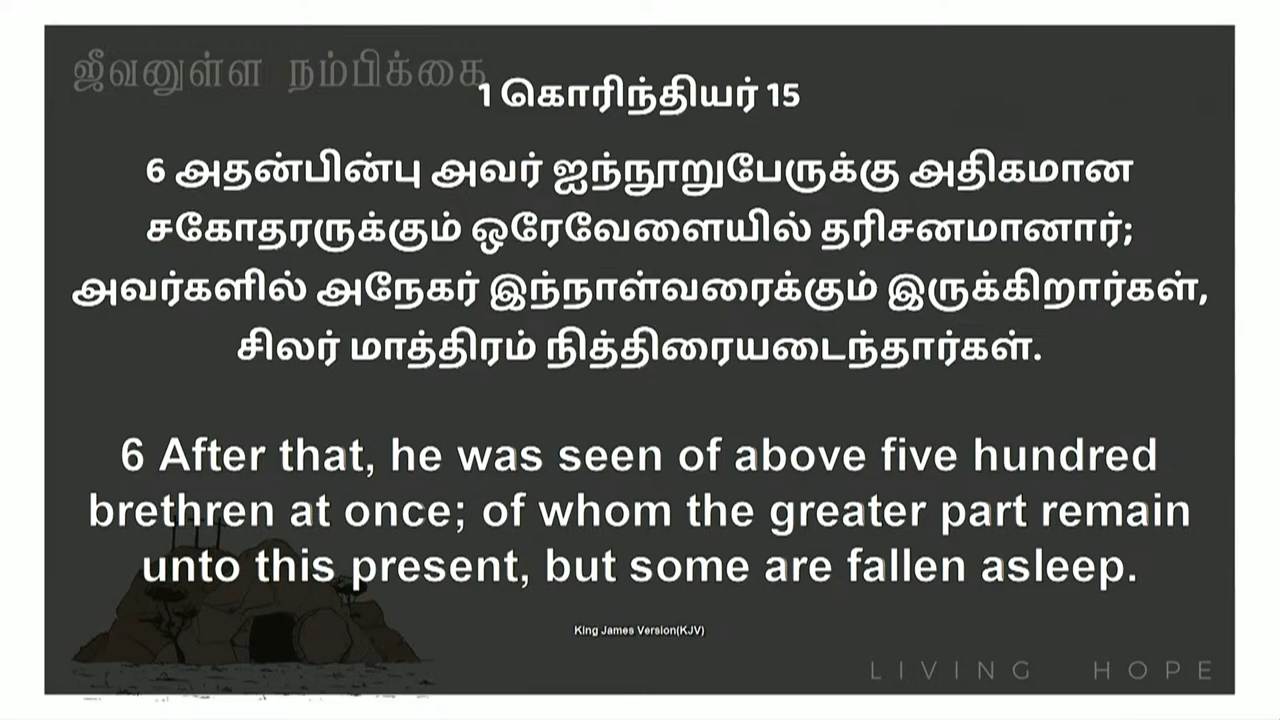 ஜீவனுள்ள நம்பிக்கை
1 கொரிந்தியர் 15
6 அதன்பின்பு அவர் ஐந்நூறுபேருக்கு அதிகமான
சகோதரருக்கும் ஒரேவேளையில் தரிசனமானார்;
அவர்களில் அநேகர் இந்நாள்வரைக்கும் இருக்கிறார்கள்,
சிலர் மாத்திரம் நித்திரையடைந்தார்கள்.
6 After that, he was seen of above five hundred
brethren at once; of whom the greater part remain
unto this present, but some are fallen asleep.
King James Version(KJV)
LIVING HOPE